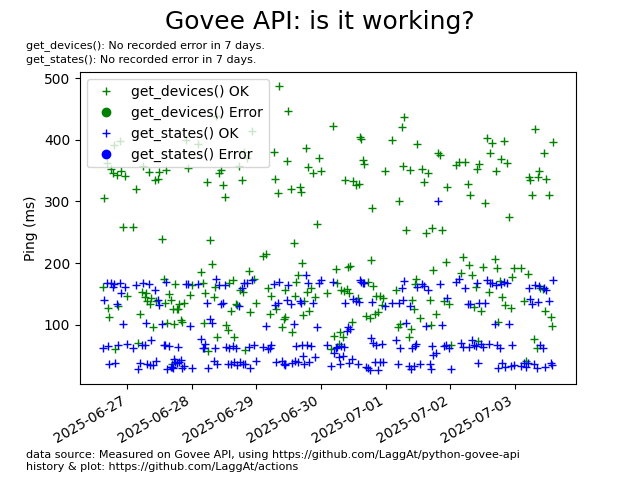 Govee API: is it working?
get_devices(): No recorded error in 7 days.
get_states(): No recorded error in 7 days.
get_devices() OK
get_devices() Error
get_states() OK
get_states() Error
500
400
300
200
100
Ping (ms)
2025-06-27
2025-06-28
2025-06-29
2025-06-30
2025-07-01
2025-07-02
2025-07-03
data source: Measured on Govee API, using https://github.com/LaggAt/python-govee-api
history & plot: https://github.com/LaggAt/actions